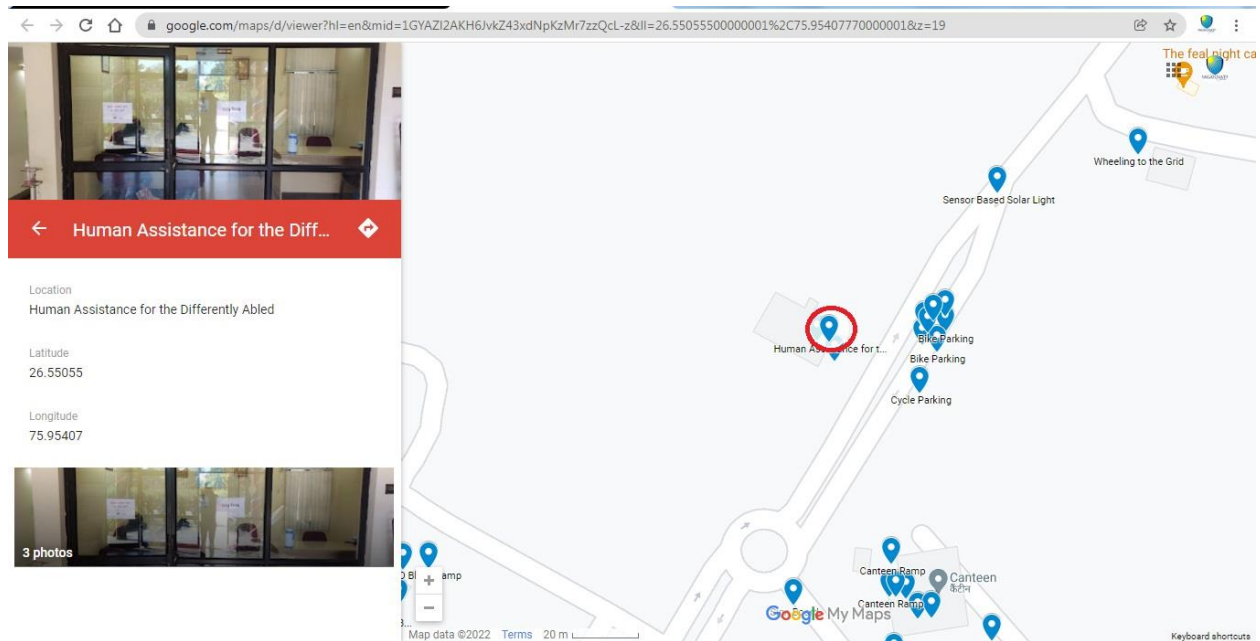 google.com/maps/d/viewer?hl=en&mid=1GYAZI2AKH6JvkZ43xdNpKzMr7zzQcL-z&ll=26.55055500000001%2C75.95407770000001&z=19
Human Assistance for the Diff...
Location
Human Assistance for the Differently Abled
Latitude
26.55055
Longitude
75.95407
3 photos
The feal night ca
Wheeling to the Grid
Sensor Based Solar Light
Human Assistance for t...
Bike Parking
Bike Parking
Cycle Parking
Canteen Ramp
Canteen
कैंटीन
Canteen Ramp
amp
Google My Maps
Map data ©2022 Terms 20 m
Keyboard shortcuts